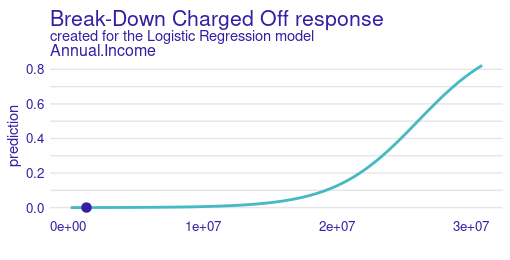 Break-Down Charged Off response
created for the Logistic Regression model
Annual.Income
prediction
0.8
0.6
0.4
0.2
0.0
0e+00 1e+07 2e+07 3e+07